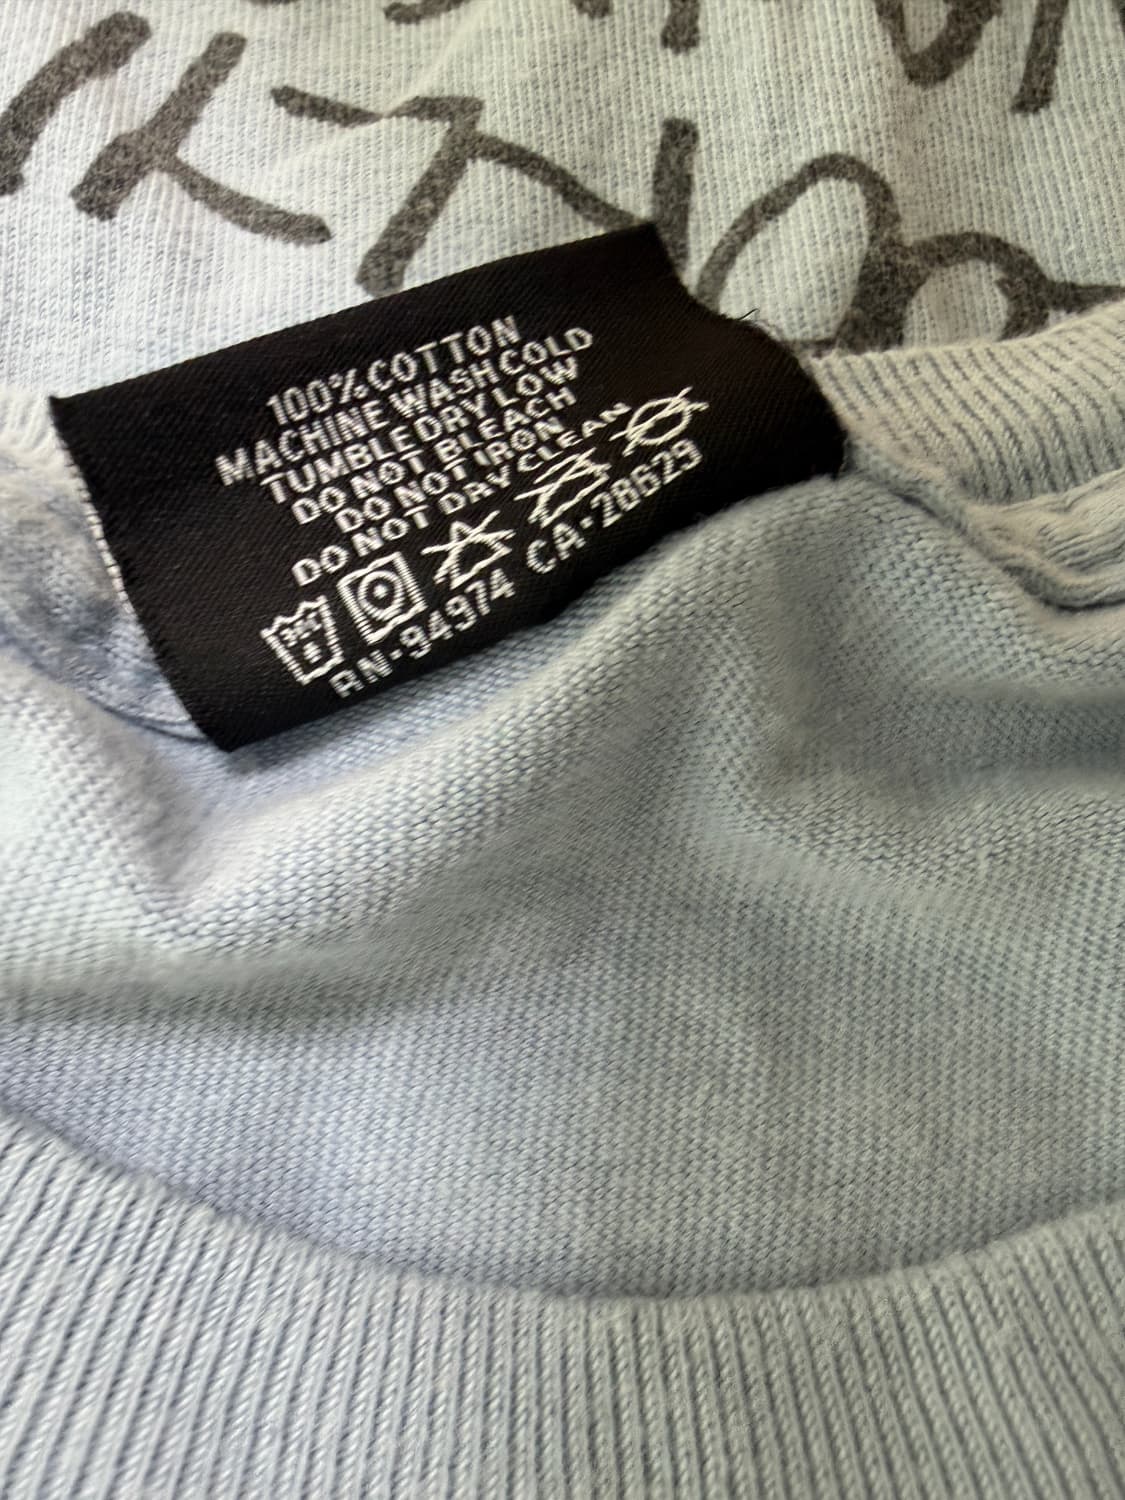 100% COTTON
MACHINE WASH COLD
TUMBLE DRY LOW
DO NOT BLEACH
DO NOT IRON
DO NOT DRY CLEAN
RN-94974 CA-28629